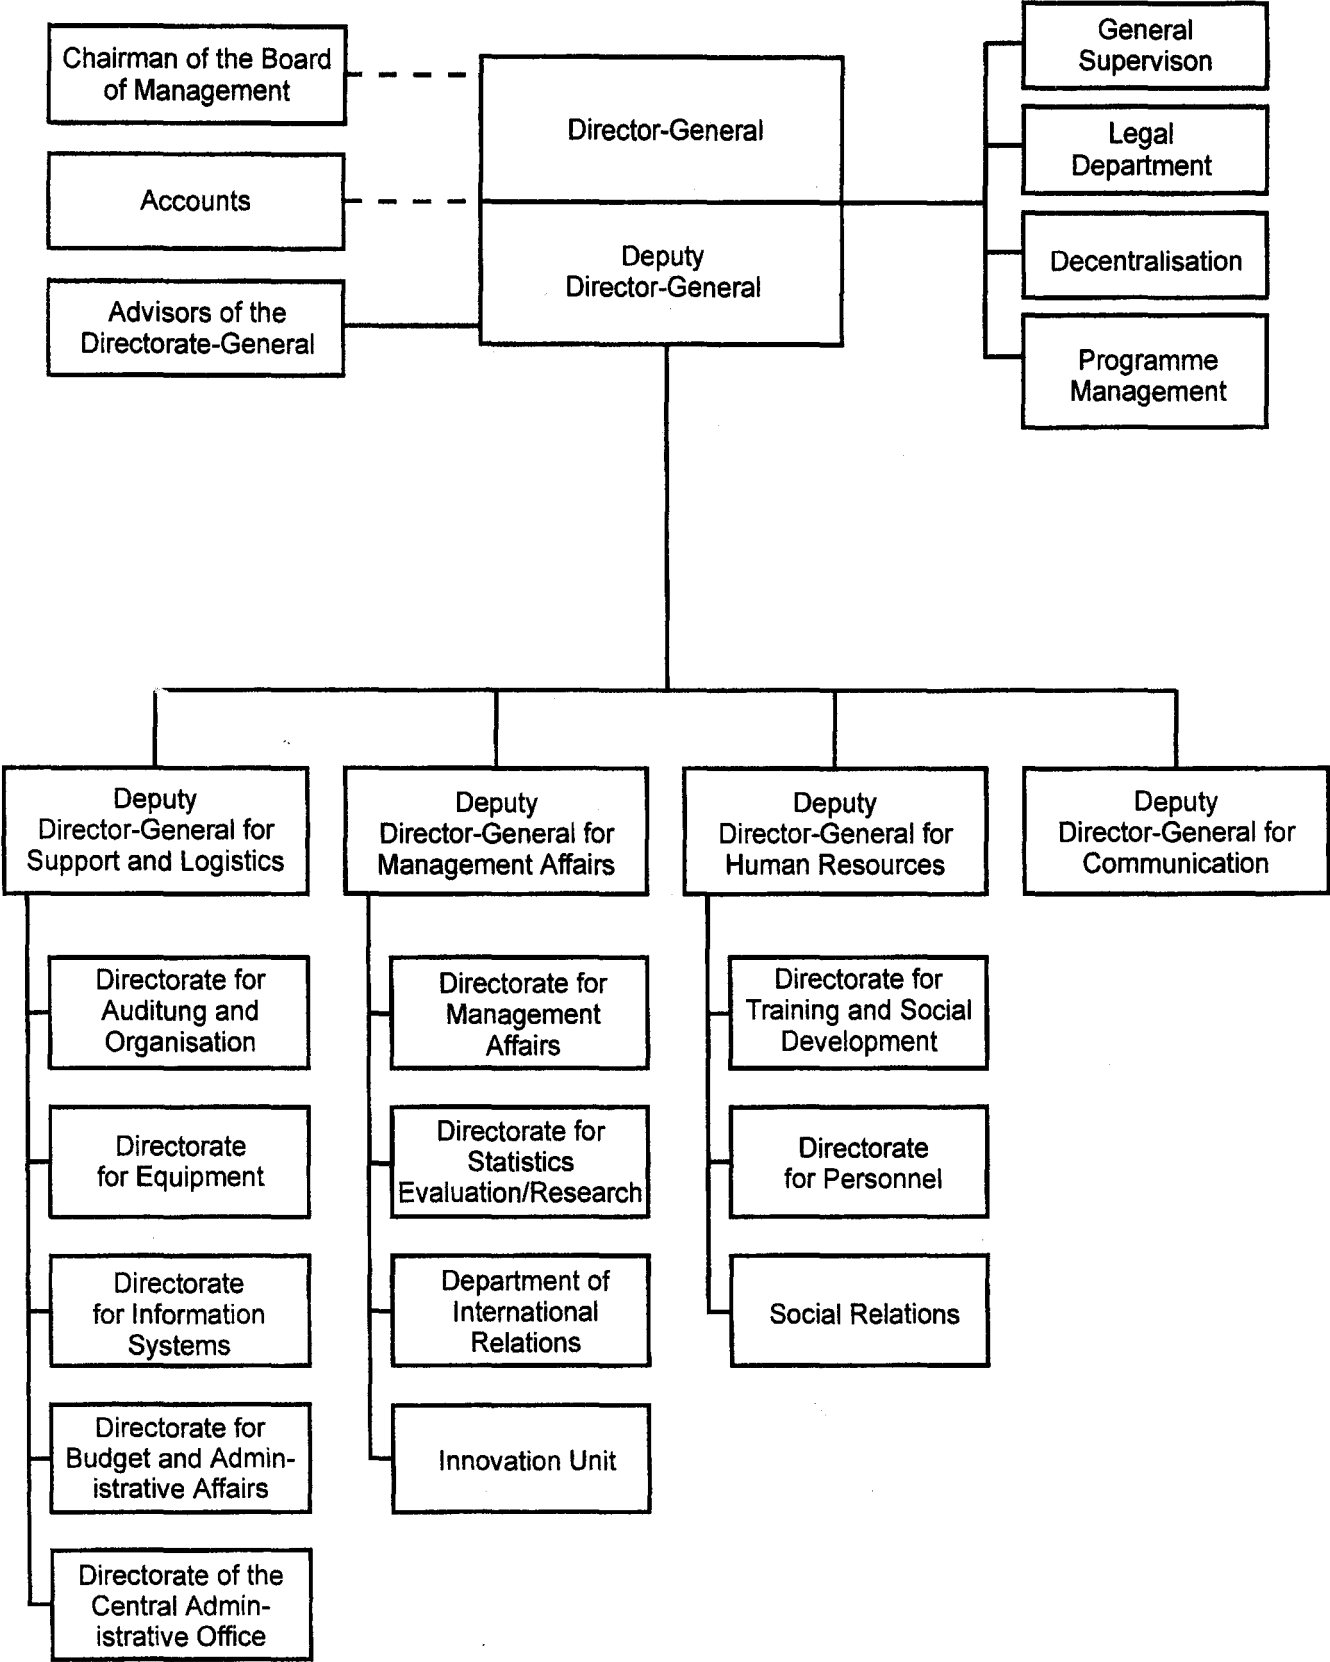 Chairman of the Board
of Management
Accounts
Advisors of the
Directorate-General
Director-General
Deputy
Director-General
General
Supervison
Legal
Department
Decentralisation
Programme
Management
Deputy
Director-General for
Support and Logistics
Directorate for
Auditung and
Organisation
Directorate
for Equipment
Directorate
for Information
Systems
Directorate for
Budget and Admin-
istrative Affairs
Directorate of the
Central Admin-
istrative Office
Deputy
Director-General for
Management Affairs
Directorate for
Management
Affairs
Directorate for
Statistics
Evaluation/Research
Department of
International
Relations
Innovation Unit
Deputy
Director-General for
Human Resources
Directorate for
Training and Social
Development
Directorate
for Personnel
Social Relations
Deputy
Director-General for
Communication